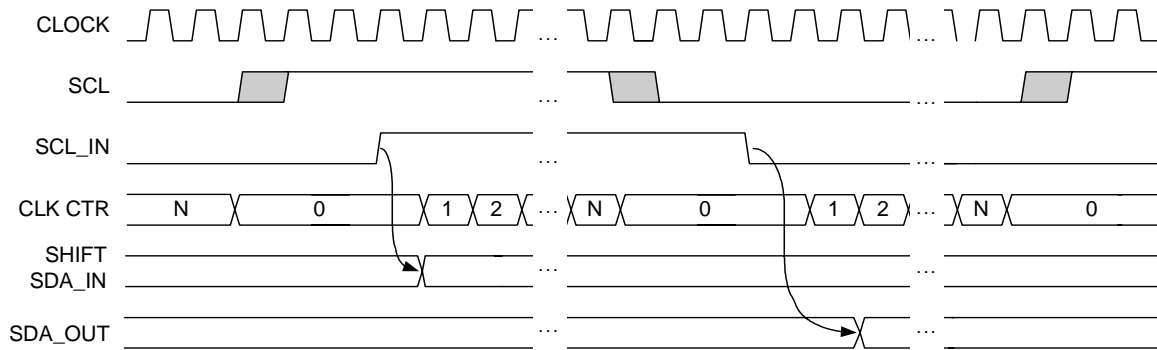 CLOCK ... ...
SCL ... ...
SCL_IN ... ...
CLK CTR N 0 1 2 ... N 0 1 2 ... N 0
SHIFT
SDA_IN ... ...
SDA_OUT ... ...